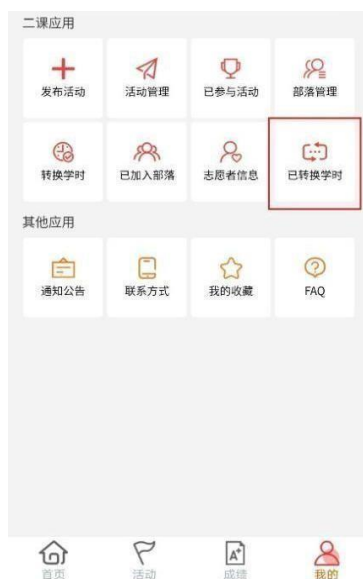 二课应用
发布活动 活动管理 已参与活动 部落管理
转换学时 已加入部落 志愿者信息 已转换学时
其他应用
通知公告 联系方式 我的收藏 FAQ
首页 活动 成绩 我的